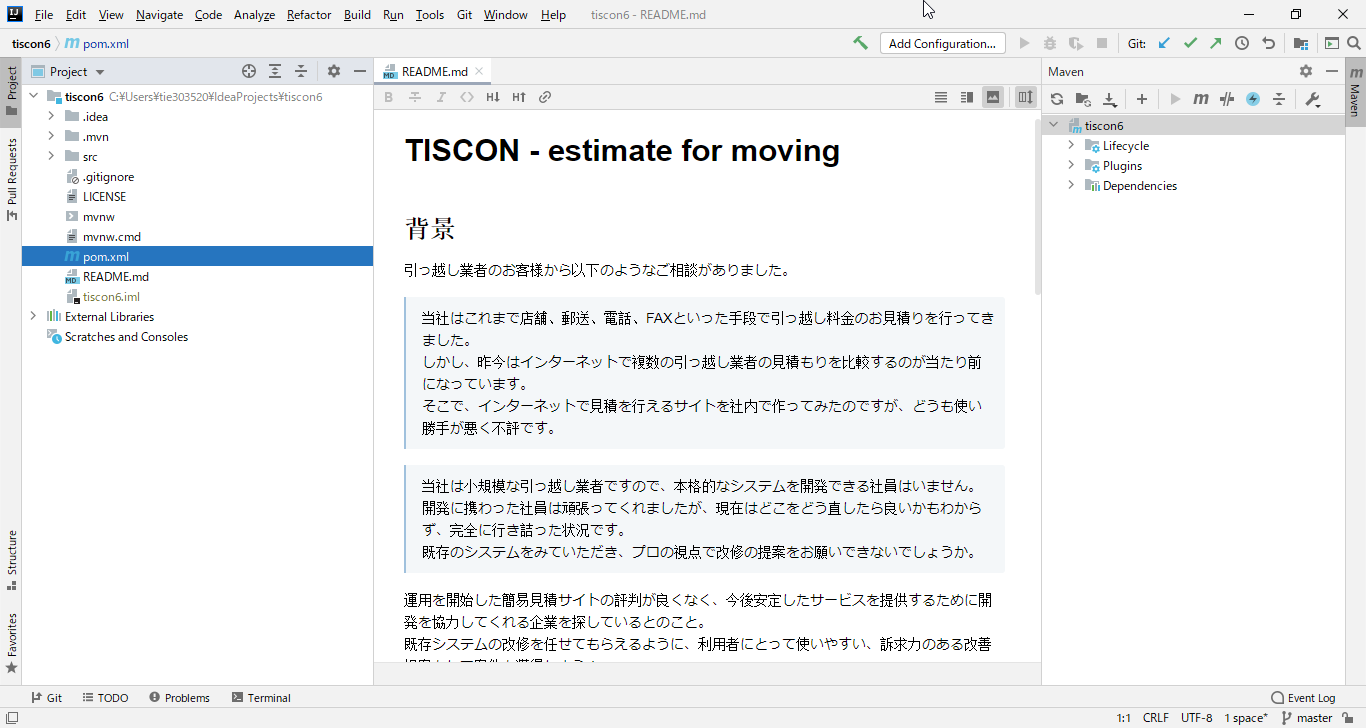 File Edit View Navigate Code Analyze Refactor Build Run Tools Git Window Help tiscon6 - README.md
tiscon6 pom.xml
Add Configuration... Git:
Project
README.md
Maven
tiscon6 C:¥Users¥tie303520¥IdeaProjects¥tiscon6
.idea
.mvn
src
.gitignore
LICENSE
mvnw
mvnw.cmd
pom.xml
README.md
tiscon6.iml
External Libraries
Scratches and Consoles
Project
Pull Requests
Structure
Favorites
TISCON - estimate for moving
背景
引っ越し業者のお客様から以下のようなご相談がありました。
当社はこれまで店舗、郵送、電話、FAXといった手段で引っ越し料金のお見積りを行ってき
ました。
しかし、昨今はインターネットで複数の引っ越し業者の見積もりを比較するのが当たり前
になっています。
そこで、インターネットで見積を行えるサイトを社内で作ってみたのですが、どうも使い
勝手が悪く不評です。
当社は小規模な引っ越し業者ですので、本格的なシステムを開発できる社員はいません。
開発に携わった社員は頑張ってくれましたが、現在はどこをどう直したら良いかもわから
ず、完全に行き詰った状況です。
既存のシステムをみていただき、プロの視点で改修の提案をお願いできないでしょうか。
運用を開始した簡易見積サイトの評判が良くなく、今後安定したサービスを提供するために開
発を協力してくれる企業を探しているとのこと。
既存システムの改修を任せてもらえるように、利用者にとって使いやすい、訴求力のある改善
tiscon6
Lifecycle
Plugins
Dependencies
Maven
Git TODO Problems Terminal Event Log
1:1 CRLF UTF-8 1 space* master